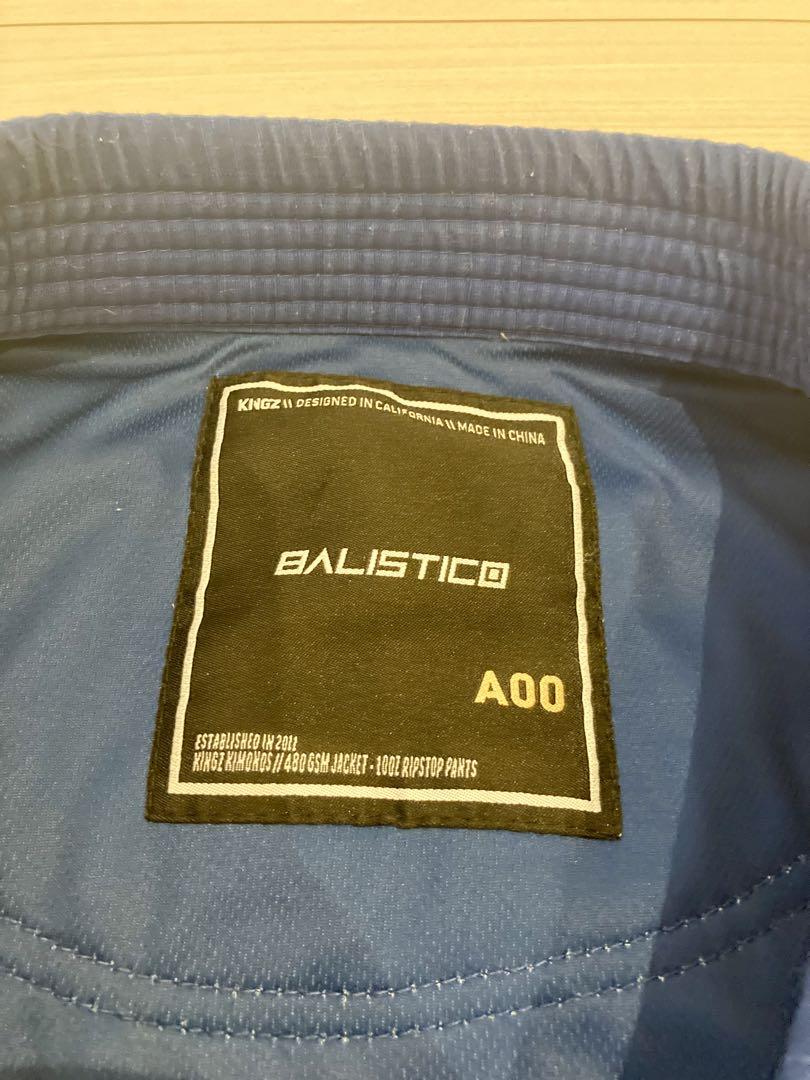 KINGZ // DESIGNED IN CALIFORNIA \\ MADE IN CHINA
BALISTICO
A00
ESTABLISHED IN 2011
KINGZ KIMONOS // 480 GSM JACKET - 10OZ RIPSTOP PANTS